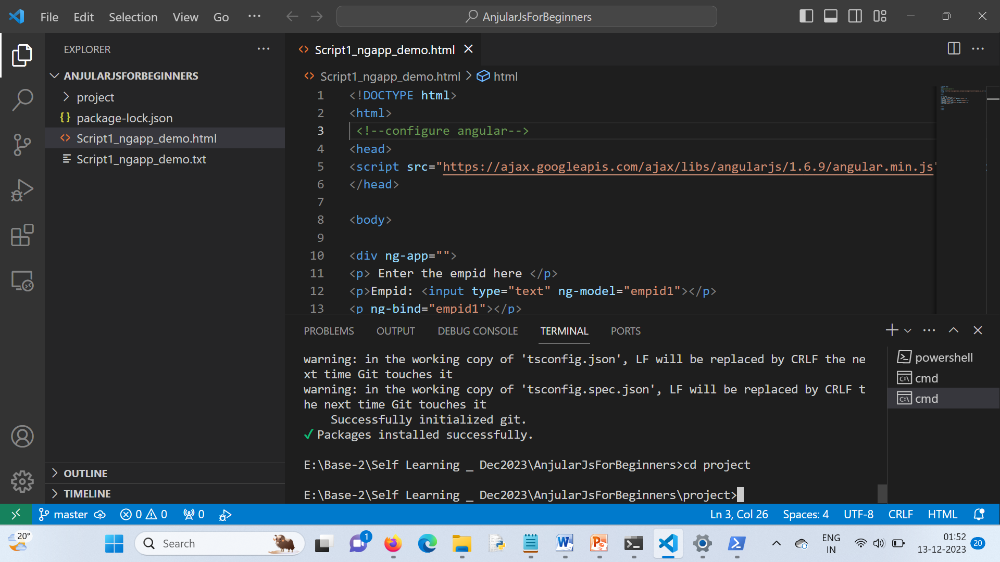 File Edit Selection View Go ···
AnjularJsForBeginners
EXPLORER
ANJULARJSFORBEGINNERS
project
{} package-lock.json
<> Script1_ngapp_demo.html
Script1_ngapp_demo.txt
OUTLINE
TIMELINE
<> Script1_ngapp_demo.html
<> Script1_ngapp_demo.html > html
1 <!DOCTYPE html>
2 <html>
3 <!--configure angular-->
4 <head>
5 <script src="https://ajax.googleapis.com/ajax/libs/angularjs/1.6.9/angular.min.js"
6 </head>
7
8 <body>
9
10 <div ng-app="">
11 <p> Enter the empid here </p>
12 <p>Empid: <input type="text" ng-model="empid1"></p>
13 <p ng-bind="empid1"></p>
PROBLEMS OUTPUT DEBUG CONSOLE TERMINAL PORTS
warning: in the working copy of 'tsconfig.json', LF will be replaced by CRLF the ne
xt time Git touches it
warning: in the working copy of 'tsconfig.spec.json', LF will be replaced by CRLF t
he next time Git touches it
Successfully initialized git.
✓ Packages installed successfully.
E:\Base-2\Self Learning _ Dec2023\AnjularJsForBeginners>cd project
E:\Base-2\Self Learning _ Dec2023\AnjularJsForBeginners\project>
powershell
cmd
cmd
master 0 0 0 Ln 3, Col 26 Spaces: 4 UTF-8 CRLF HTML
20° Search 1 ENG
IN
01:52
13-12-2023
20